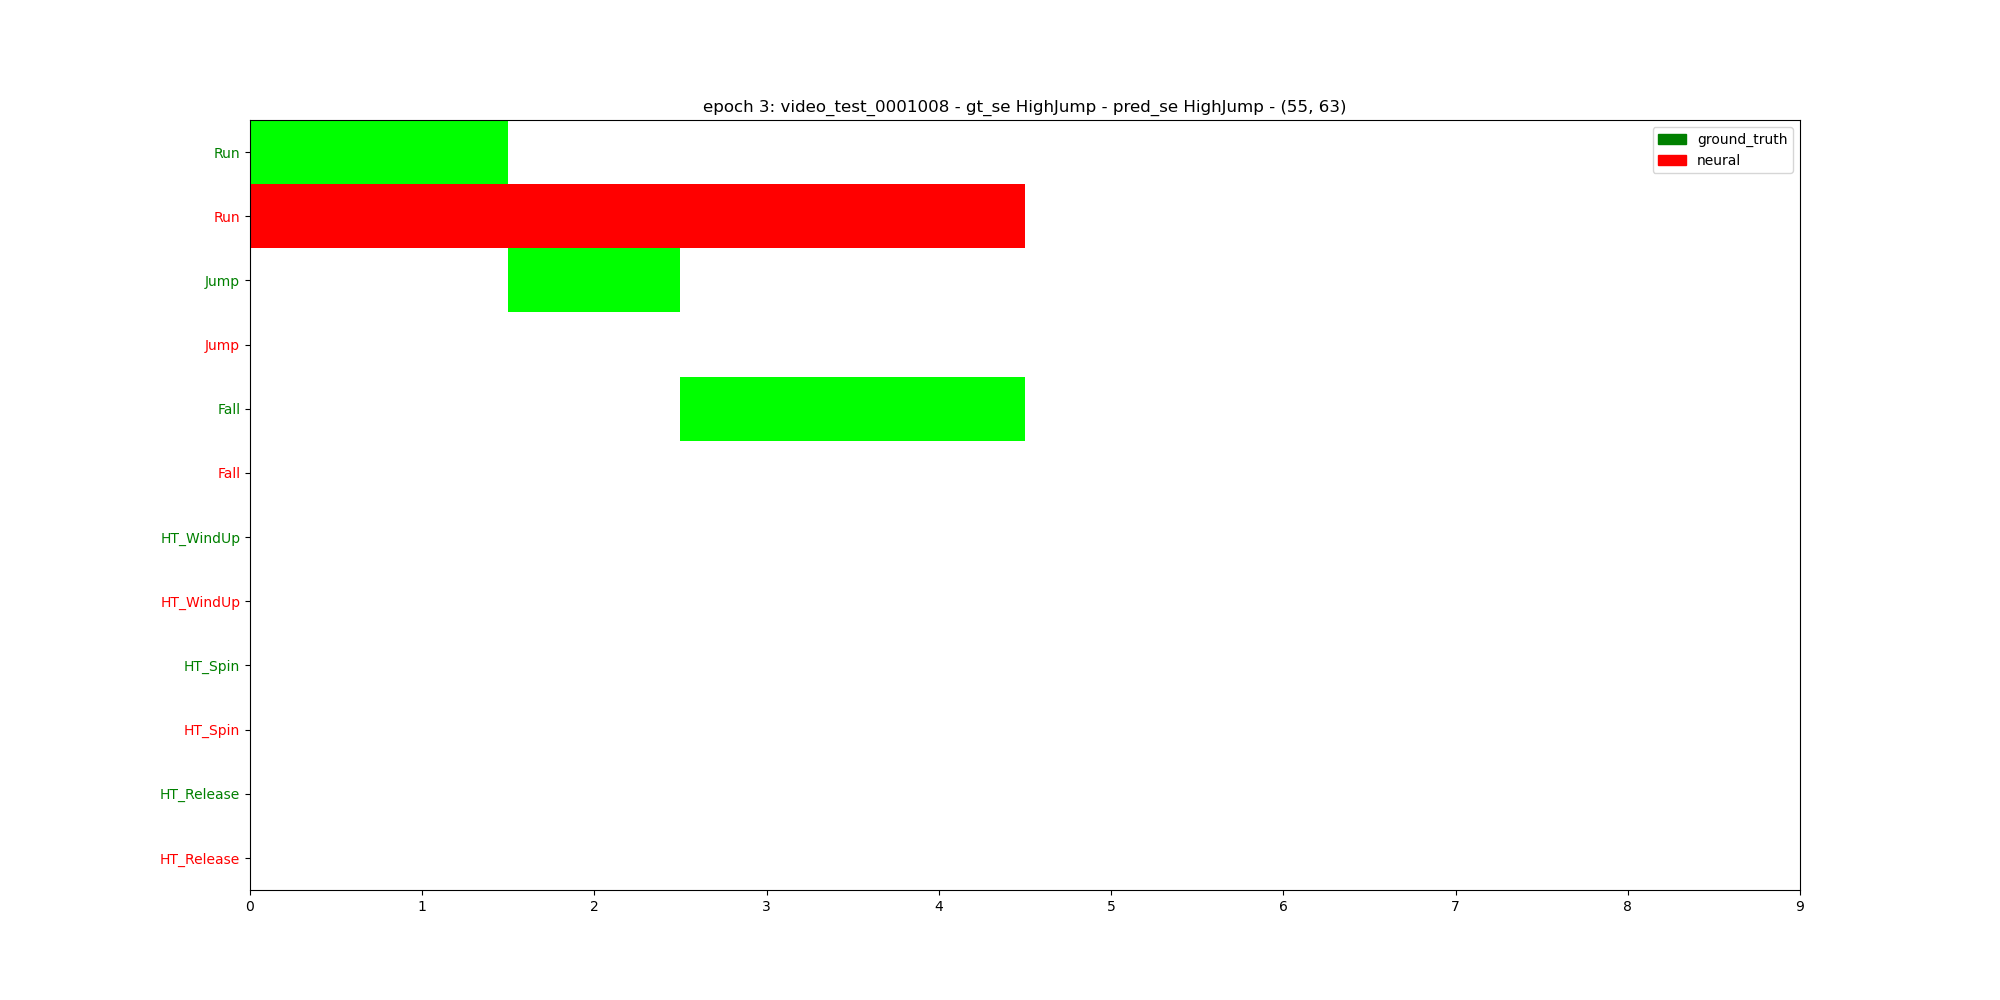 epoch 3: video_test_0001008 - gt_se HighJump - pred_se HighJump - (55, 63)
ground_truth
neural
Run
Run
Jump
Jump
Fall
Fall
HT_WindUp
HT_WindUp
HT_Spin
HT_Spin
HT_Release
HT_Release
0 1 2 3 4 5 6 7 8 9